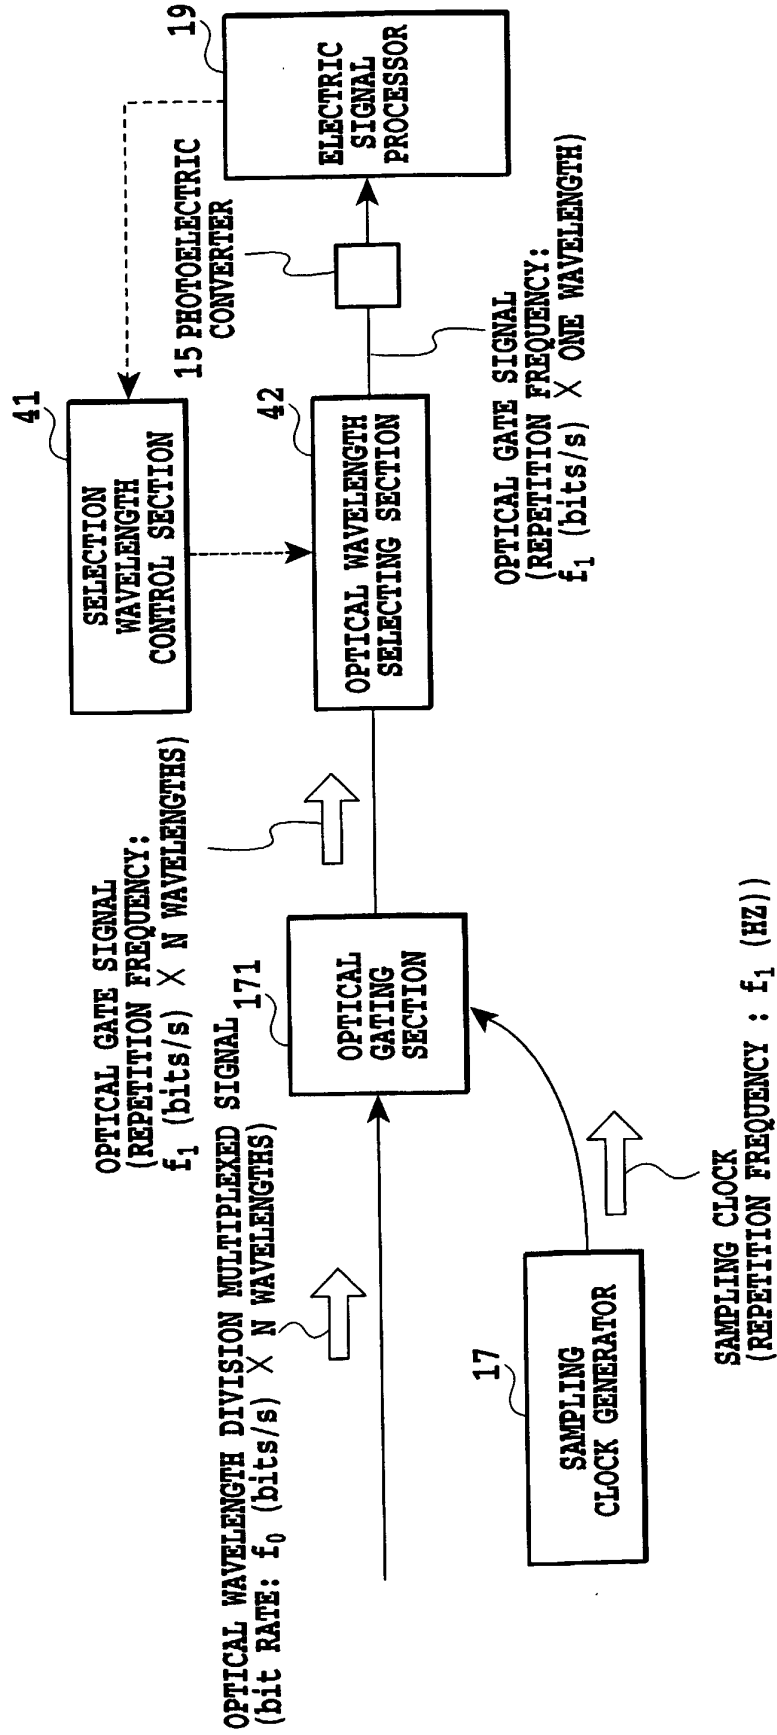 OPTICAL WAVELENGTH DIVISION MULTIPLEXED SIGNAL
(bit RATE: f₀ (bits/s) X N WAVELENGTHS)
OPTICAL GATE SIGNAL
(REPETITION FREQUENCY:
f₁ (bits/s) X N WAVELENGTHS)
171
OPTICAL
GATING
SECTION
17
SAMPLING
CLOCK GENERATOR
SAMPLING CLOCK
(REPETITION FREQUENCY : f₁ (HZ))
41
SELECTION
WAVELENGTH
CONTROL SECTION
42
OPTICAL WAVELENGTH
SELECTING SECTION
OPTICAL GATE SIGNAL
(REPETITION FREQUENCY:
f₁ (bits/s) X ONE WAVELENGTH)
15 PHOTOELECTRIC
CONVERTER
19
ELECTRIC
SIGNAL
PROCESSOR